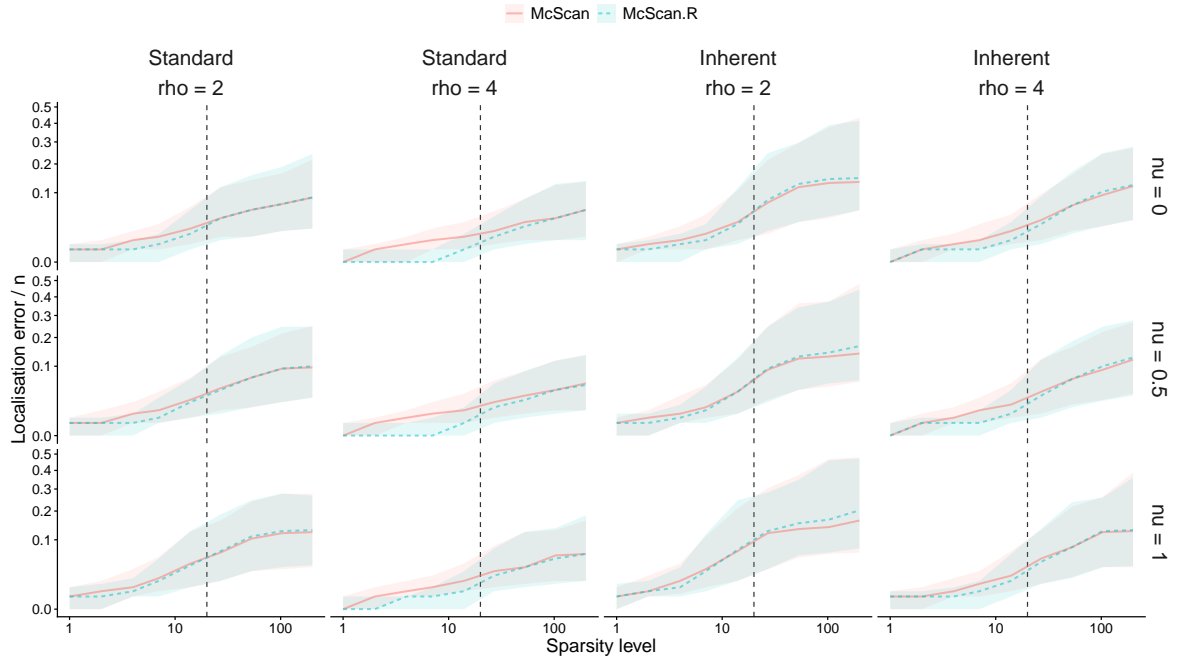 McScan McScan.R
Standard Standard Inherent Inherent
rho = 2 rho = 4 rho = 2 rho = 4
0.5
0.4
0.3
0.2
0.1
0.0
nu = 0
0.5
0.4
0.3
0.2
0.1
0.0
nu = 0.5
Localisation error / n
0.5
0.4
0.3
0.2
0.1
0.0
nu = 1
1 10 100 1 10 100 1 10 100 1 10 100
Sparsity level